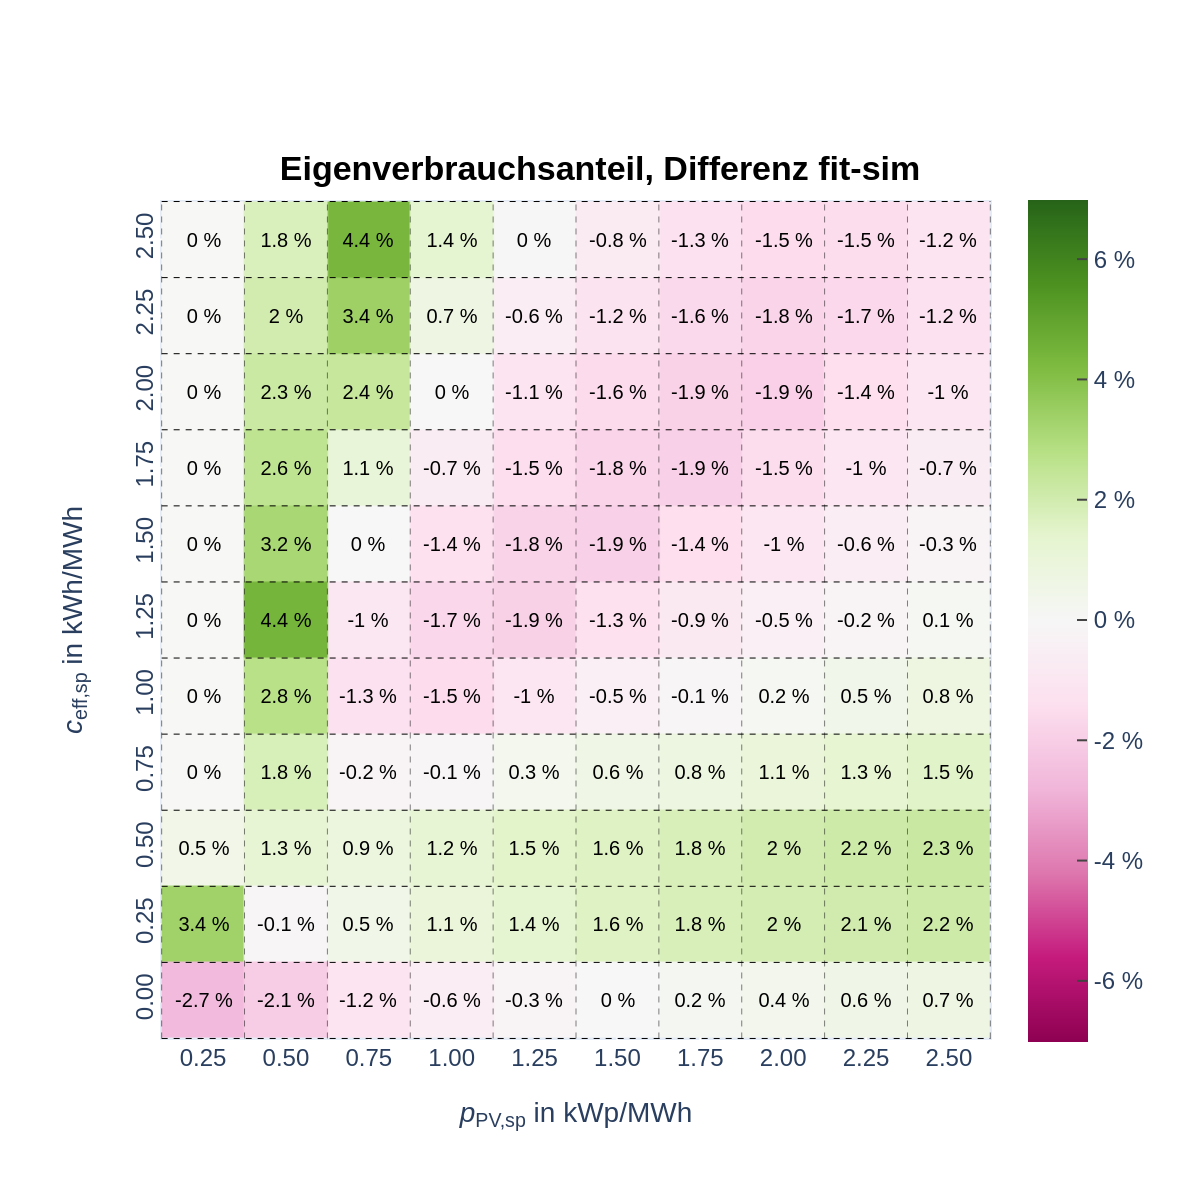 Eigenverbrauchsanteil, Differenz fit-sim
2.50 0 % 1.8 % 4.4 % 1.4 % 0 % -0.8 % -1.3 % -1.5 % -1.5 % -1.2 %
2.25 0 % 2 % 3.4 % 0.7 % -0.6 % -1.2 % -1.6 % -1.8 % -1.7 % -1.2 %
2.00 0 % 2.3 % 2.4 % 0 % -1.1 % -1.6 % -1.9 % -1.9 % -1.4 % -1 %
1.75 0 % 2.6 % 1.1 % -0.7 % -1.5 % -1.8 % -1.9 % -1.5 % -1 % -0.7 %
1.50 0 % 3.2 % 0 % -1.4 % -1.8 % -1.9 % -1.4 % -1 % -0.6 % -0.3 %
1.25 0 % 4.4 % -1 % -1.7 % -1.9 % -1.3 % -0.9 % -0.5 % -0.2 % 0.1 %
1.00 0 % 2.8 % -1.3 % -1.5 % -1 % -0.5 % -0.1 % 0.2 % 0.5 % 0.8 %
0.75 0 % 1.8 % -0.2 % -0.1 % 0.3 % 0.6 % 0.8 % 1.1 % 1.3 % 1.5 %
0.50 0.5 % 1.3 % 0.9 % 1.2 % 1.5 % 1.6 % 1.8 % 2 % 2.2 % 2.3 %
0.25 3.4 % -0.1 % 0.5 % 1.1 % 1.4 % 1.6 % 1.8 % 2 % 2.1 % 2.2 %
0.00 -2.7 % -2.1 % -1.2 % -0.6 % -0.3 % 0 % 0.2 % 0.4 % 0.6 % 0.7 %
0.25 0.50 0.75 1.00 1.25 1.50 1.75 2.00 2.25 2.50
p PV,sp in kWp/MWh
c eff,sp in kWh/MWh
6 %
4 %
2 %
0 %
-2 %
-4 %
-6 %